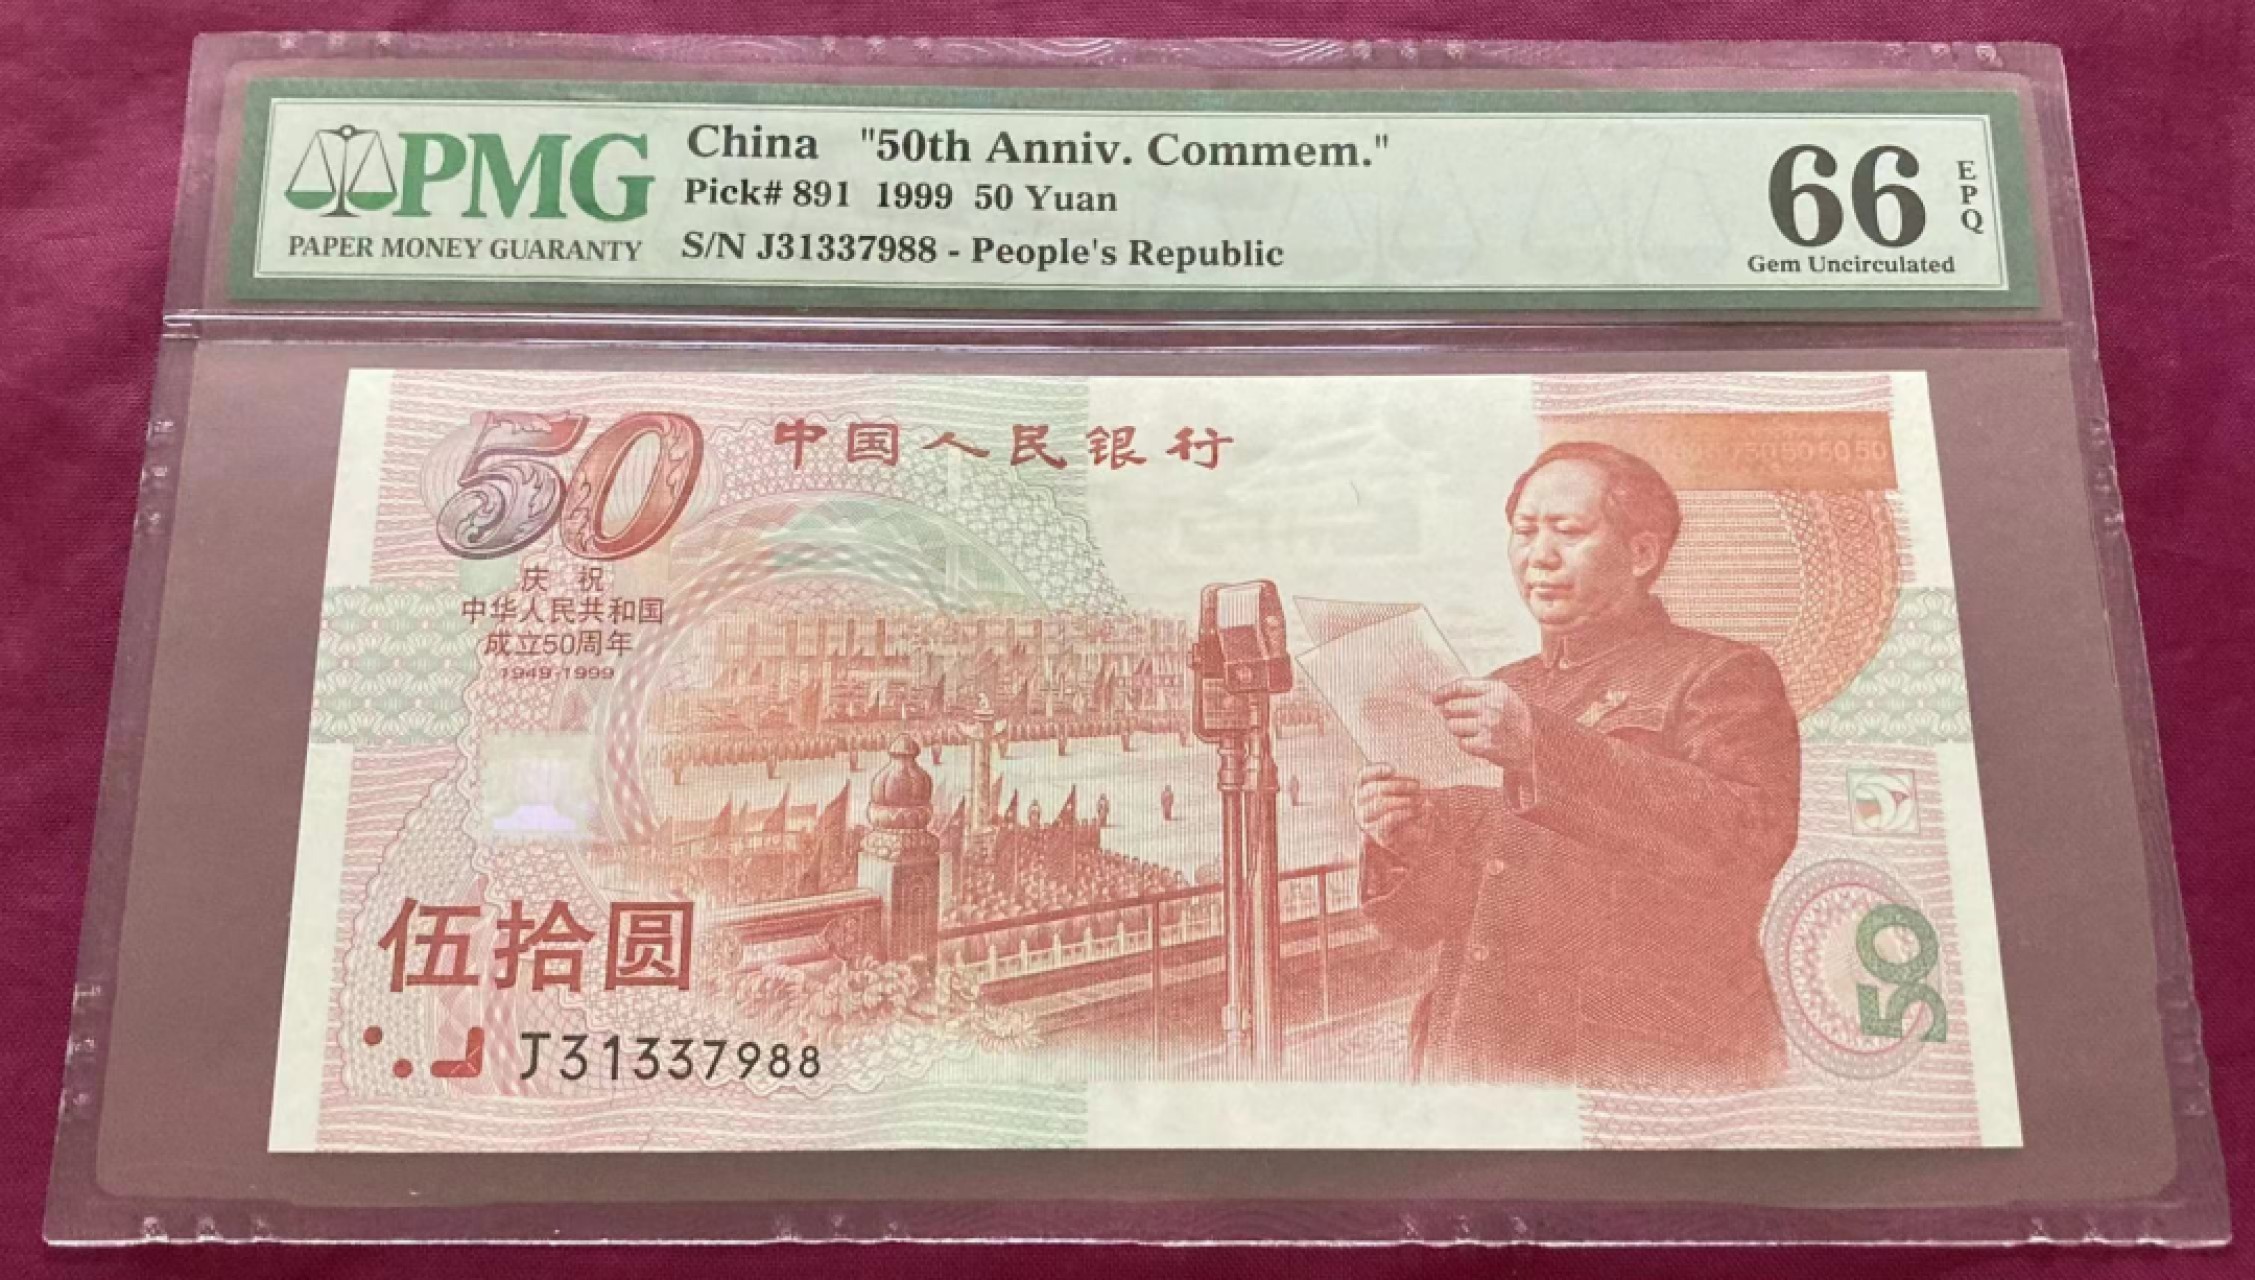 PMG
PAPER MONEY GUARANTY
China "50th Anniv. Commem."
Pick# 891 1999 50 Yuan
S/N J31337988 - People's Republic
66
EPQ
Gem Uncirculated
50
中国人民银行
庆祝
中华人民共和国
成立50周年
1949-1999
伍拾圆
J31337988
50